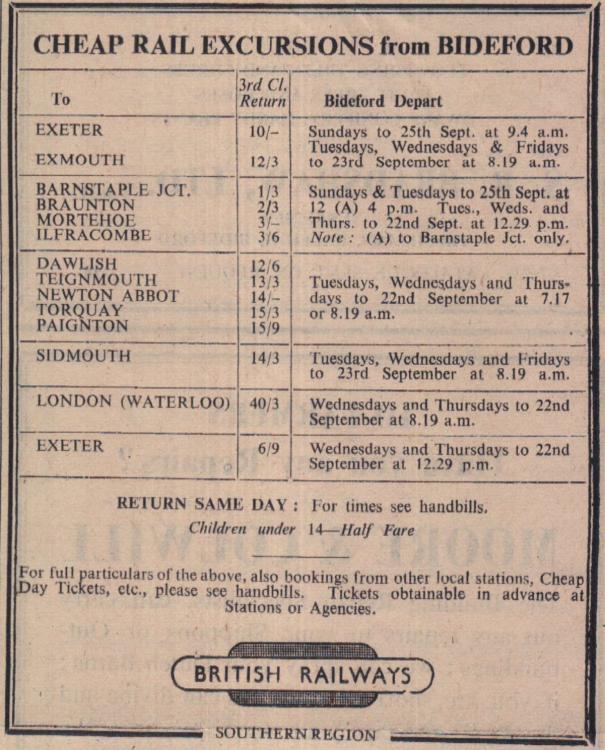 CHEAP RAIL EXCURSIONS from BIDEFORD
To 3rd Cl. Return Bideford Depart
EXETER 10/– Sundays to 25th Sept. at 9.4 a.m.
Tuesdays, Wednesdays & Fridays
EXMOUTH 12/3 to 23rd September at 8.19 a.m.
BARNSTAPLE JCT. 1/3 Sundays & Tuesdays to 25th Sept. at
BRAUNTON 2/3 12 (A) 4 p.m. Tues., Weds. and
MORTEHOE 3/– Thurs. to 22nd Sept. at 12.29 p.m.
ILFRACOMBE 3/6 Note : (A) to Barnstaple Jct. only.
DAWLISH 12/6
TEIGNMOUTH 13/3 Tuesdays, Wednesdays and Thurs-
NEWTON ABBOT 14/– days to 22nd September at 7.17
TORQUAY 15/3 or 8.19 a.m.
PAIGNTON 15/9
SIDMOUTH 14/3 Tuesdays, Wednesdays and Fridays
to 23rd September at 8.19 a.m.
LONDON (WATERLOO) 40/3 Wednesdays and Thursdays to 22nd
September at 8.19 a.m.
EXETER 6/9 Wednesdays and Thursdays to 22nd
September at 12.29 p.m.
RETURN SAME DAY : For times see handbills.
Children under 14—Half Fare
For full particulars of the above, also bookings from other local stations, Cheap
Day Tickets, etc., please see handbills. Tickets obtainable in advance at
Stations or Agencies.
BRITISH RAILWAYS
SOUTHERN REGION